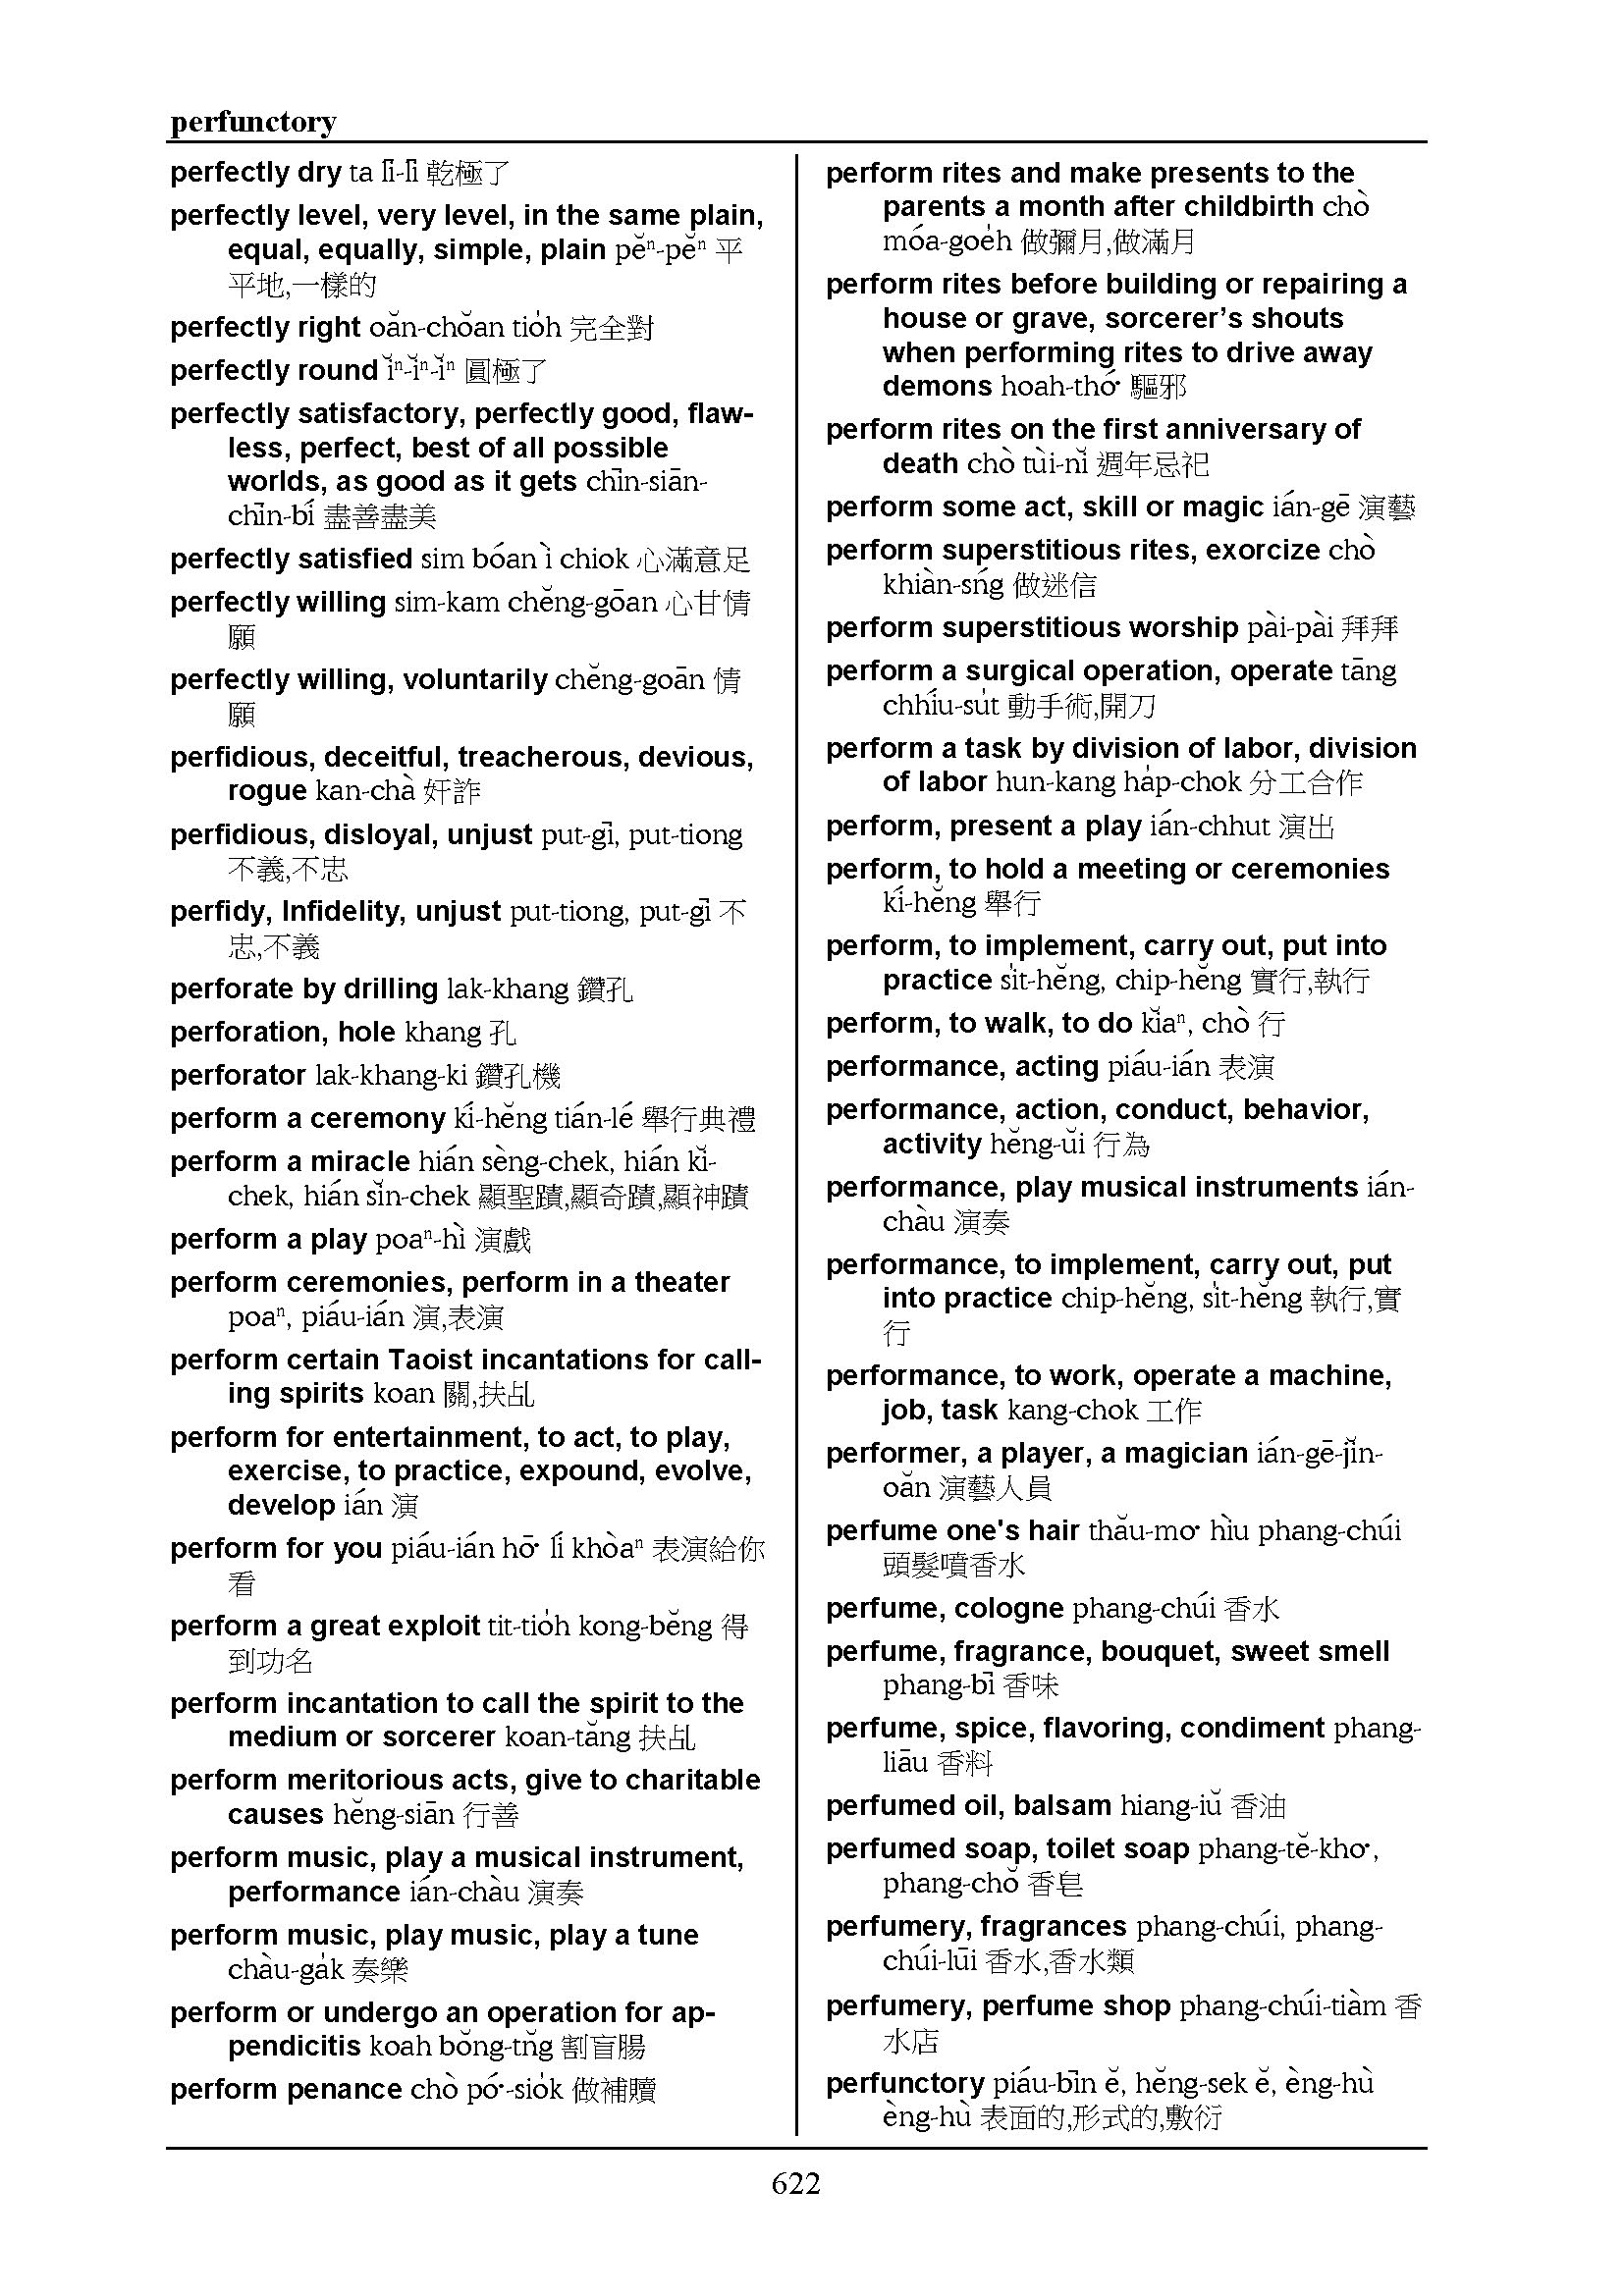 perfunctory
perfectly dry ta lī-lī 乾極了
perfectly level, very level, in the same plain,
equal, equally, simple, plain pĕⁿ-pĕⁿ 平
平地,一樣的
perfectly right oăn-chŏan tio̍h 完全對
perfectly round ĭⁿ-ĭⁿ-ĭⁿ 圓極了
perfectly satisfactory, perfectly good, flaw-
less, perfect, best of all possible
worlds, as good as it gets chīn-siān-
chīn-bí 盡善盡美
perfectly satisfied sim bóan ì chiok 心滿意足
perfectly willing sim-kam chĕng-gōan 心甘情
願
perfectly willing, voluntarily chĕng-goān 情
願
perfidious, deceitful, treacherous, devious,
rogue kan-chà 奸詐
perfidious, disloyal, unjust put-gī, put-tiong
不義,不忠
perfidy, Infidelity, unjust put-tiong, put-gī 不
忠,不義
perforate by drilling lak-khang 鑽孔
perforation, hole khang 孔
perforator lak-khang-ki 鑽孔機
perform a ceremony kí-hĕng tián-lé 舉行典禮
perform a miracle hián sèng-chek, hián kĭ-
chek, hián sĭn-chek 顯聖蹟,顯奇蹟,顯神蹟
perform a play poaⁿ-hì 演戲
perform ceremonies, perform in a theater
poaⁿ, piáu-ián 演,表演
perform certain Taoist incantations for call-
ing spirits koan 關,扶乩
perform for entertainment, to act, to play,
exercise, to practice, expound, evolve,
develop ián 演
perform for you piáu-ián hō͘ lí khòaⁿ 表演給你
看
perform a great exploit tit-tio̍h kong-bĕng 得
到功名
perform incantation to call the spirit to the
medium or sorcerer koan-tăng 扶乩
perform meritorious acts, give to charitable
causes hĕng-siān 行善
perform music, play a musical instrument,
performance ián-chàu 演奏
perform music, play music, play a tune
chàu-ga̍k 奏樂
perform or undergo an operation for ap-
pendicitis koah bŏng-tn̆g 割盲腸
perform penance chò pó͘-sio̍k 做補贖
perform rites and make presents to the
parents a month after childbirth chò
móa-goe̍h 做彌月,做滿月
perform rites before building or repairing a
house or grave, sorcerer’s shouts
when performing rites to drive away
demons hoah-thó͘ 驅邪
perform rites on the first anniversary of
death chò tùi-nĭ 週年忌祀
perform some act, skill or magic ián-gē 演藝
perform superstitious rites, exorcize chò
khiàn-sńg 做迷信
perform superstitious worship pài-pài 拜拜
perform a surgical operation, operate tāng
chhíu-su̍t 動手術,開刀
perform a task by division of labor, division
of labor hun-kang ha̍p-chok 分工合作
perform, present a play ián-chhut 演出
perform, to hold a meeting or ceremonies
kí-hĕng 舉行
perform, to implement, carry out, put into
practice si̍t-hĕng, chip-hĕng 實行,執行
perform, to walk, to do kĭaⁿ, chò 行
performance, acting piáu-ián 表演
performance, action, conduct, behavior,
activity hĕng-ŭi 行為
performance, play musical instruments ián-
chàu 演奏
performance, to implement, carry out, put
into practice chip-hĕng, si̍t-hĕng 執行,實
行
performance, to work, operate a machine,
job, task kang-chok 工作
performer, a player, a magician ián-gē-jĭn-
oăn 演藝人員
perfume one's hair thău-mo͘ hìu phang-chúi
頭髮噴香水
perfume, cologne phang-chúi 香水
perfume, fragrance, bouquet, sweet smell
phang-bī 香味
perfume, spice, flavoring, condiment phang-
liāu 香料
perfumed oil, balsam hiang-iŭ 香油
perfumed soap, toilet soap phang-tĕ-kho͘,
phang-chŏ 香皂
perfumery, fragrances phang-chúi, phang-
chúi-lūi 香水,香水類
perfumery, perfume shop phang-chúi-tiàm 香
水店
perfunctory piáu-bīn ĕ, hĕng-sek ĕ, èng-hù
èng-hù 表面的,形式的,敷衍
622